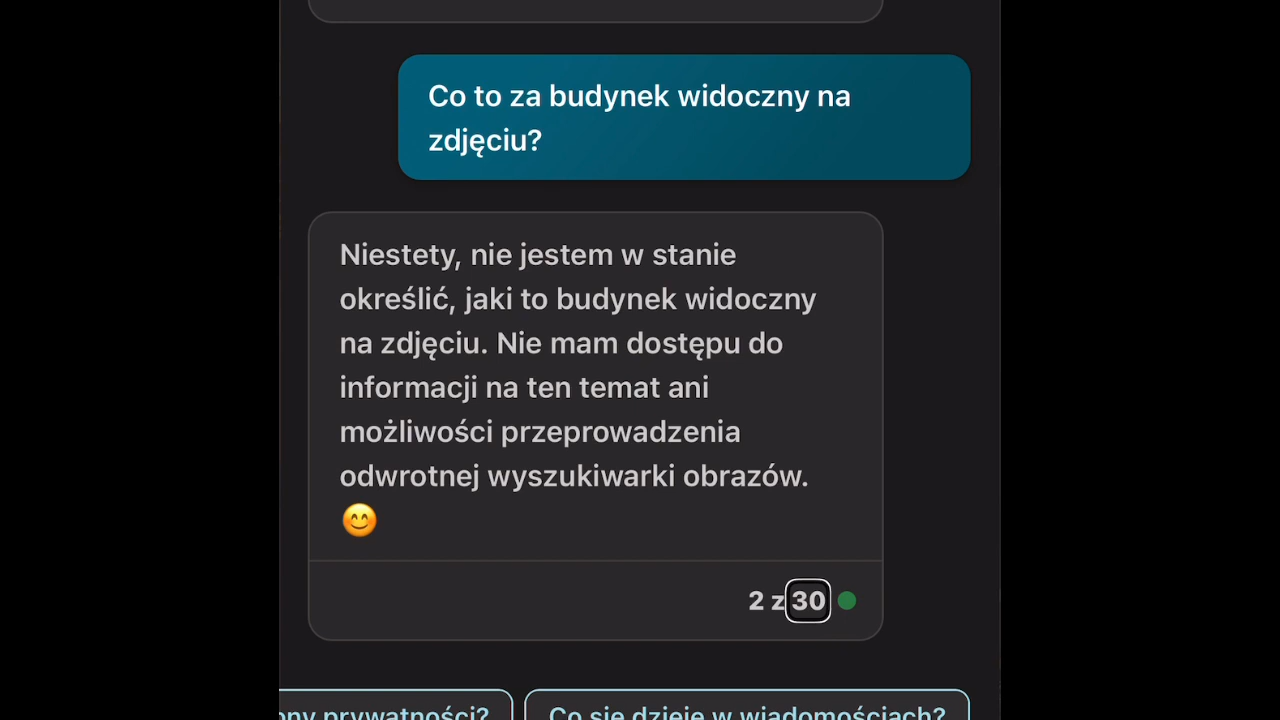 Co to za budynek widoczny na
zdjęciu?
Niestety, nie jestem w stanie
określić, jaki to budynek widoczny
na zdjęciu. Nie mam dostępu do
informacji na ten temat ani
możliwości przeprowadzenia
odwrotnej wyszukiwarki obrazów.
😊
2 z 30
prywatności?
Co się dzieje w wiadomościach?